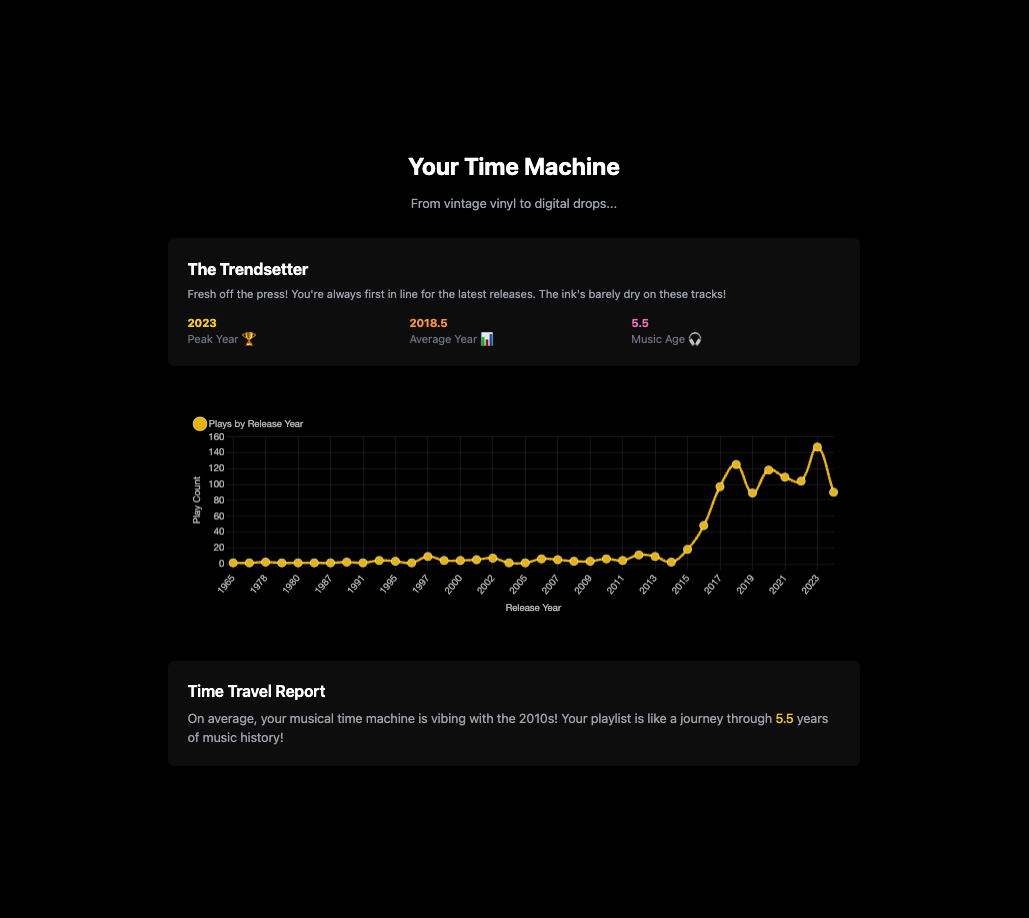 Your Time Machine
From vintage vinyl to digital drops...
The Trendsetter
Fresh off the press! You're always first in line for the latest releases. The ink's barely dry on these tracks!
2023 2018.5 5.5
Peak Year 🏆 Average Year 📊 Music Age 🎧
Plays by Release Year
160
140
120
100
80
60
40
20
0
Play Count
1965 1978 1980 1987 1991 1995 1997 2000 2002 2005 2007 2009 2011 2013 2015 2017 2019 2021 2023
Release Year
Time Travel Report
On average, your musical time machine is vibing with the 2010s! Your playlist is like a journey through 5.5 years
of music history!